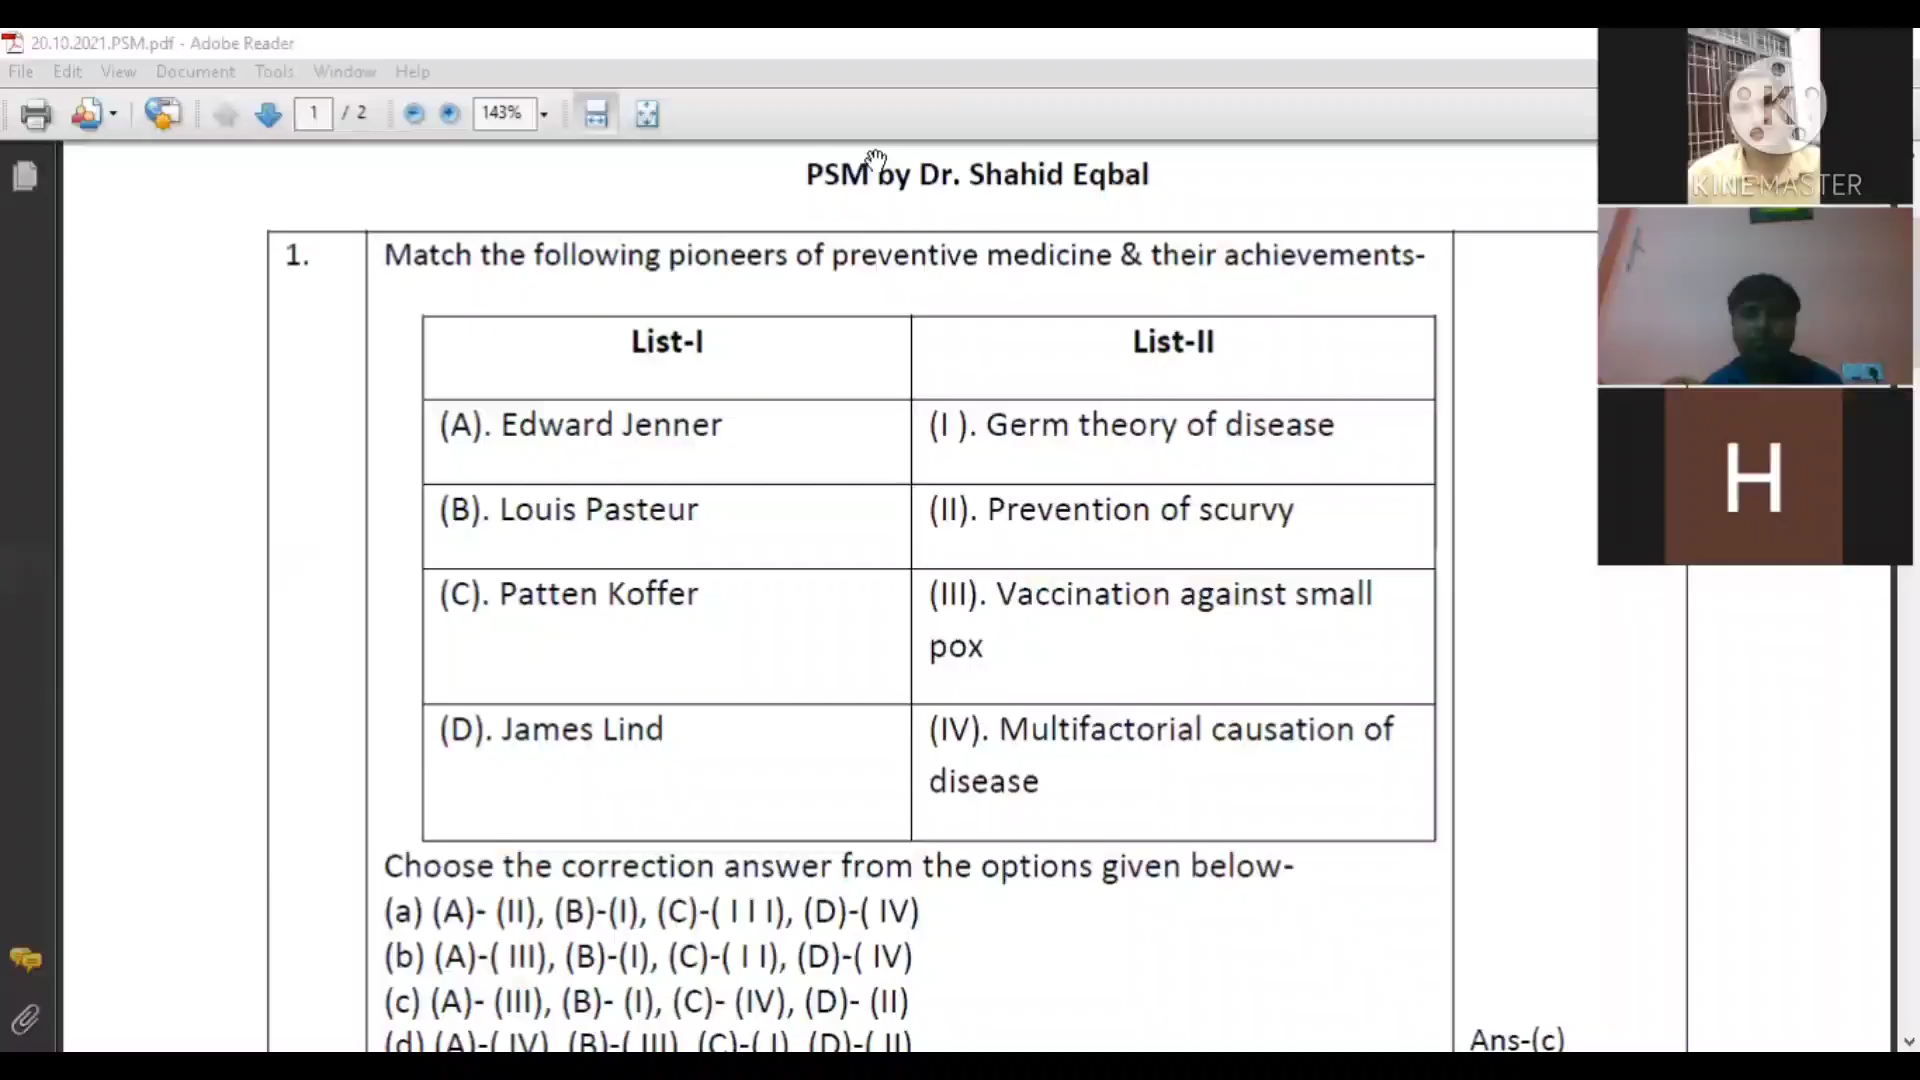 20.10.2021.PSM.pdf - Adobe Reader
File Edit View Document Tools Window Help
1 / 2 143%
PSM by Dr. Shahid Eqbal
1. Match the following pioneers of preventive medicine & their achievements-
List-I List-II
(A). Edward Jenner (I ). Germ theory of disease
(B). Louis Pasteur (II). Prevention of scurvy
(C). Patten Koffer (III). Vaccination against small
pox
(D). James Lind (IV). Multifactorial causation of
disease
Choose the correction answer from the options given below-
(a) (A)- (II), (B)-(I), (C)-( I I I), (D)-( IV)
(b) (A)-( III), (B)-(I), (C)-( I I), (D)-( IV)
(c) (A)- (III), (B)- (I), (C)- (IV), (D)- (II)
(d) (A)-( IV), (B)-( III), (C)-( I), (D)-( II)
Ans-(c)
K
KINEMASTER
H